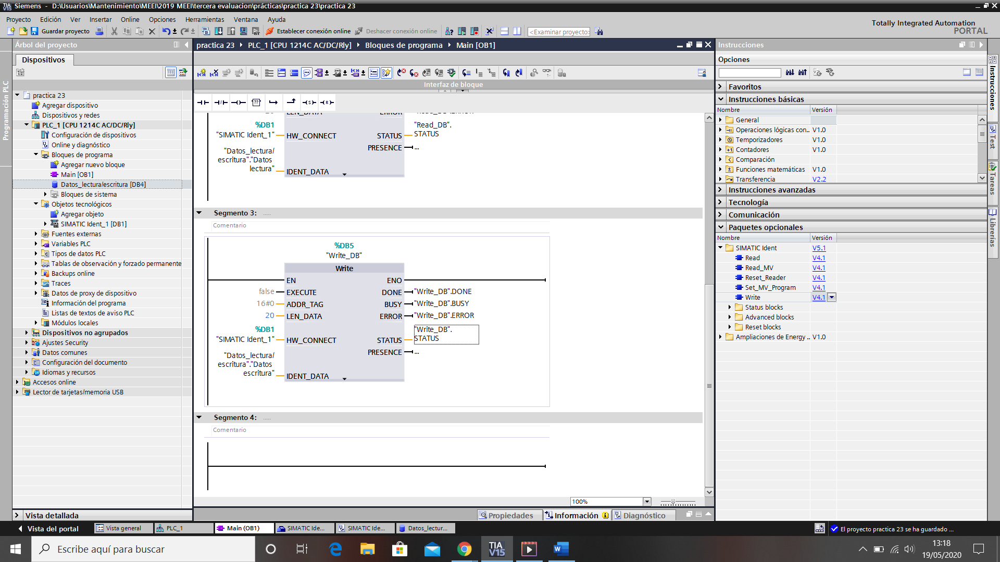 Siemens - D:\Usuarios\Mantenimiento\MEEI\2019 MEEI\tercera evaluacion\prácticas\practica 23\practica 23
Proyecto Edición Ver Insertar Online Opciones Herramientas Ventana Ayuda
Totally Integrated Automation
PORTAL
Guardar proyecto Establecer conexión online Deshacer conexión online <Examinar proyecto>
Árbol del proyecto
Dispositivos
Programación PLC
practica 23
Agregar dispositivo
Dispositivos y redes
PLC_1 [CPU 1214C AC/DC/Rly]
Configuración de dispositivos
Online y diagnóstico
Bloques de programa
Agregar nuevo bloque
Main [OB1]
Datos_lectura/escritura [DB4]
Bloques de sistema
Objetos tecnológicos
Agregar objeto
SIMATIC Ident_1 [DB1]
Fuentes externas
Variables PLC
Tipos de datos PLC
Tablas de observación y forzado permanente
Backups online
Traces
Datos de proxy de dispositivo
Información del programa
Listas de textos de aviso PLC
Módulos locales
Dispositivos no agrupados
Ajustes Security
Datos comunes
Configuración del documento
Idiomas y recursos
Accesos online
Lector de tarjetas/memoria USB
Vista detallada
practica 23 PLC_1 [CPU 1214C AC/DC/Rly] Bloques de programa Main [OB1]
Interfaz de bloque
%DB1
"SIMATIC Ident_1" HW_CONNECT
"Read_DB".
STATUS STATUS
PRESENCE ...
"Datos_lectura/
escritura"."Datos
lectura" IDENT_DATA
Segmento 3: .....
Comentario
%DB5
"Write_DB"
Write
EN ENO
false EXECUTE DONE "Write_DB".DONE
16#0 ADDR_TAG BUSY "Write_DB".BUSY
20 LEN_DATA ERROR "Write_DB".ERROR
%DB1 "Write_DB".
"SIMATIC Ident_1" HW_CONNECT STATUS STATUS
PRESENCE ...
"Datos_lectura/
escritura"."Datos
escritura" IDENT_DATA
Segmento 4: .....
Comentario
100%
Propiedades Información Diagnóstico
Instrucciones
Opciones
Favoritos
Instrucciones básicas
Nombre Versión
General
Operaciones lógicas con.. V1.0
Temporizadores V1.0
Contadores V1.0
Comparación
Funciones matemáticas V1.0
Transferencia V2.2
Instrucciones avanzadas
Tecnología
Comunicación
Paquetes opcionales
Nombre Versión
SIMATIC Ident V5.1
Read V4.1
Read_MV V4.1
Reset_Reader V4.1
Set_MV_Program V4.1
Write V4.1
Status blocks
Advanced blocks
Reset blocks
Ampliaciones de Energy .. V1.0
Instrucciones
Test
Tareas
Librerías
Vista del portal Vista general PLC_1 Main (OB1) SIMATIC Ide... SIMATIC Ide... Datos_lectur...
El proyecto practica 23 se ha guardado ...
Escribe aquí para buscar
TIA V15
13:18
19/05/2020